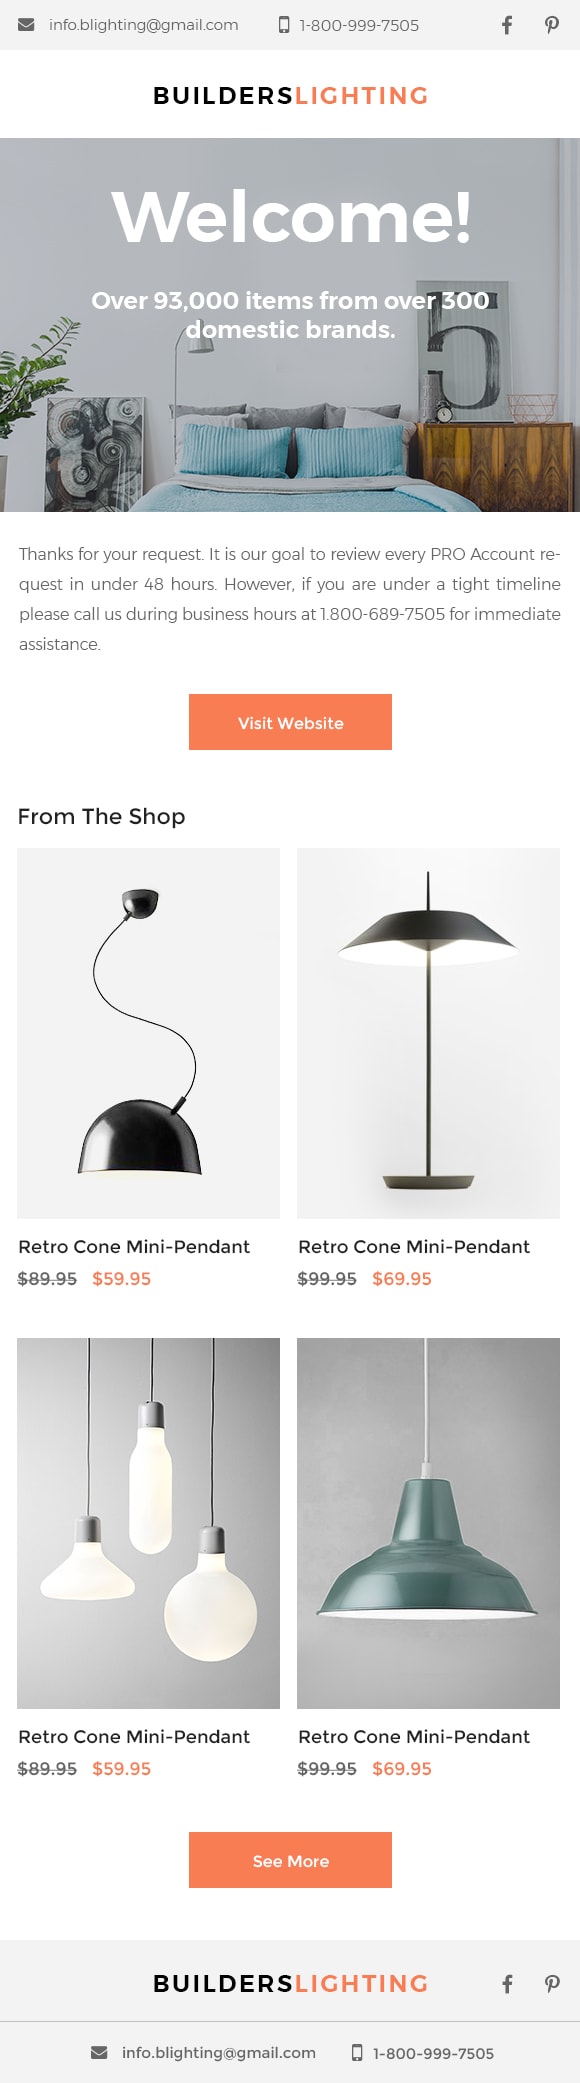 info.blighting@gmail.com 1-800-999-7505
BUILDERSLIGHTING
Welcome!
Over 93,000 items from over 300
domestic brands.
5
Thanks for your request. It is our goal to review every PRO Account re-
quest in under 48 hours. However, if you are under a tight timeline
please call us during business hours at 1.800-689-7505 for immediate
assistance.
Visit Website
From The Shop
Retro Cone Mini-Pendant Retro Cone Mini-Pendant
$89.95 $59.95 $99.95 $69.95
Retro Cone Mini-Pendant Retro Cone Mini-Pendant
$89.95 $59.95 $99.95 $69.95
See More
BUILDERSLIGHTING
info.blighting@gmail.com 1-800-999-7505